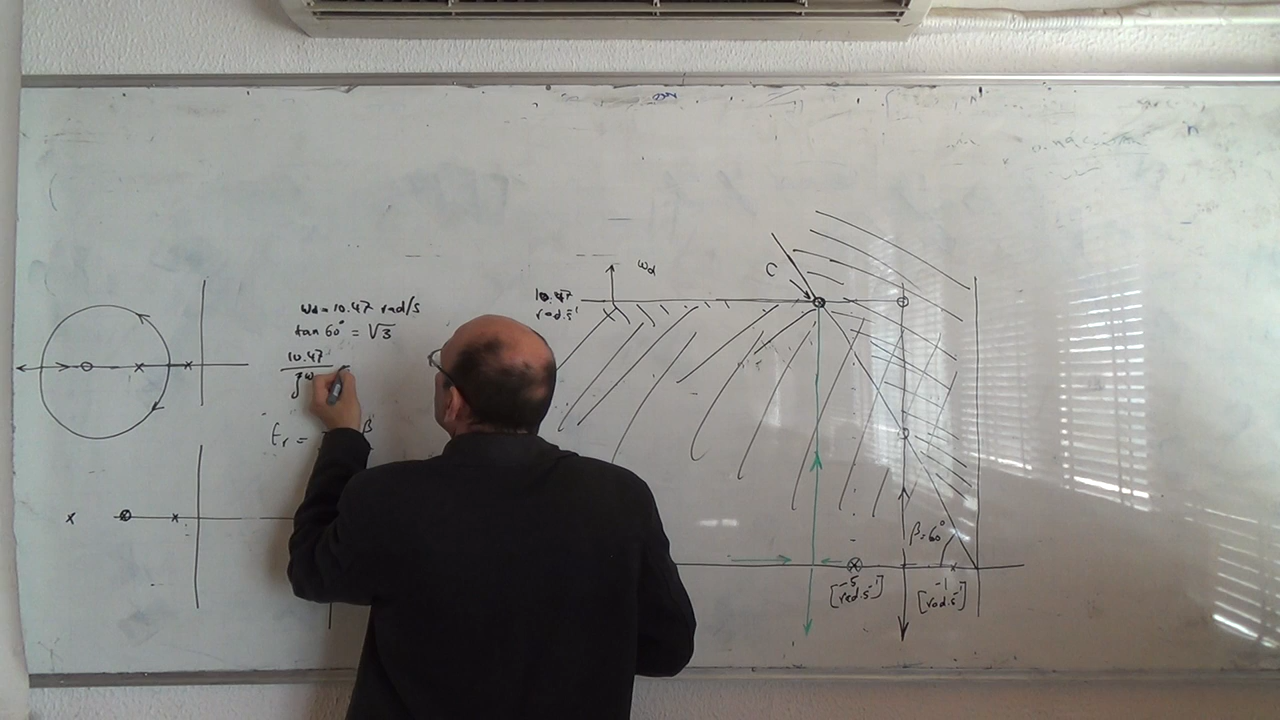 ωd = 10.47 rad/s
tan 60° = √3
10.47
ζω
tr =
β
10.47
rad.s⁻¹
ωd
C
β=60°
-5
[rad.s⁻¹]
-1
[rad.s⁻¹]